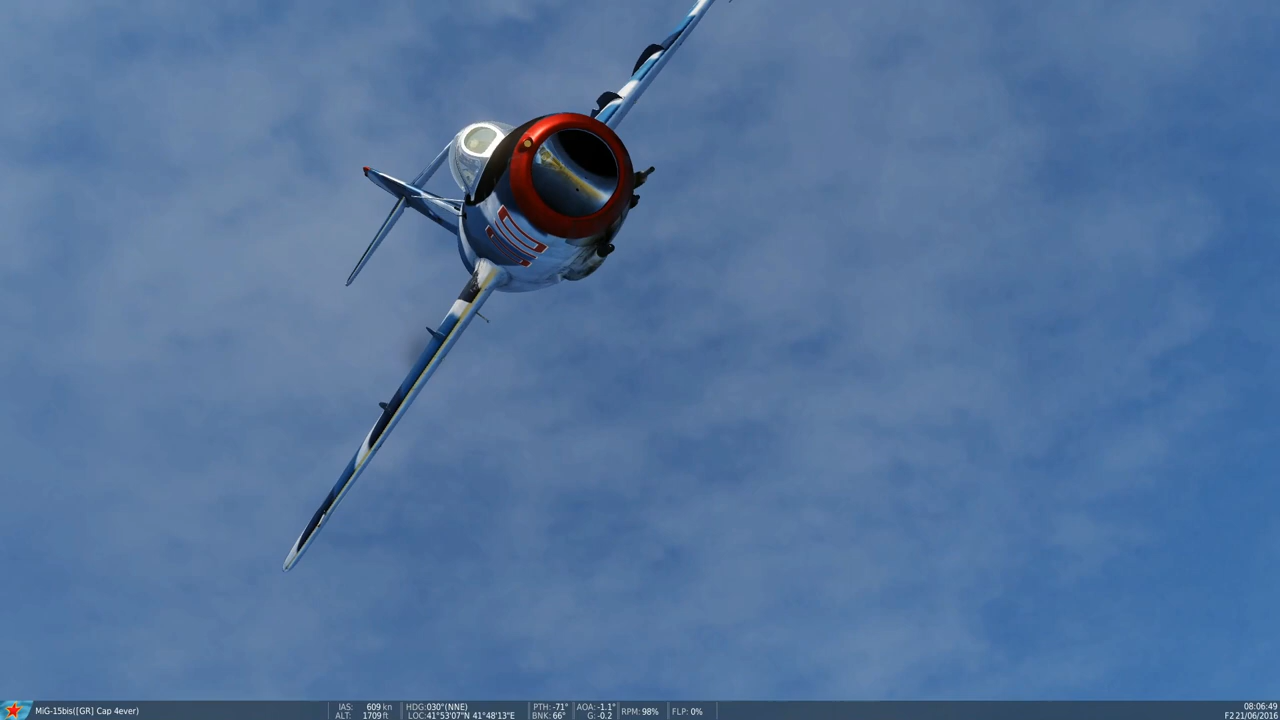 MiG-15bis([GR] Cap 4ever)
IAS: 609 kn
ALT: 1709 ft
HDG:030°(NNE)
LOC:41°53'07"N 41°48'13"E
PTH: -71°
BNK: 66°
AOA:-1.1°
G: -0.2
RPM: 98%
FLP: 0%
08:06:49
F2 21/06/2016